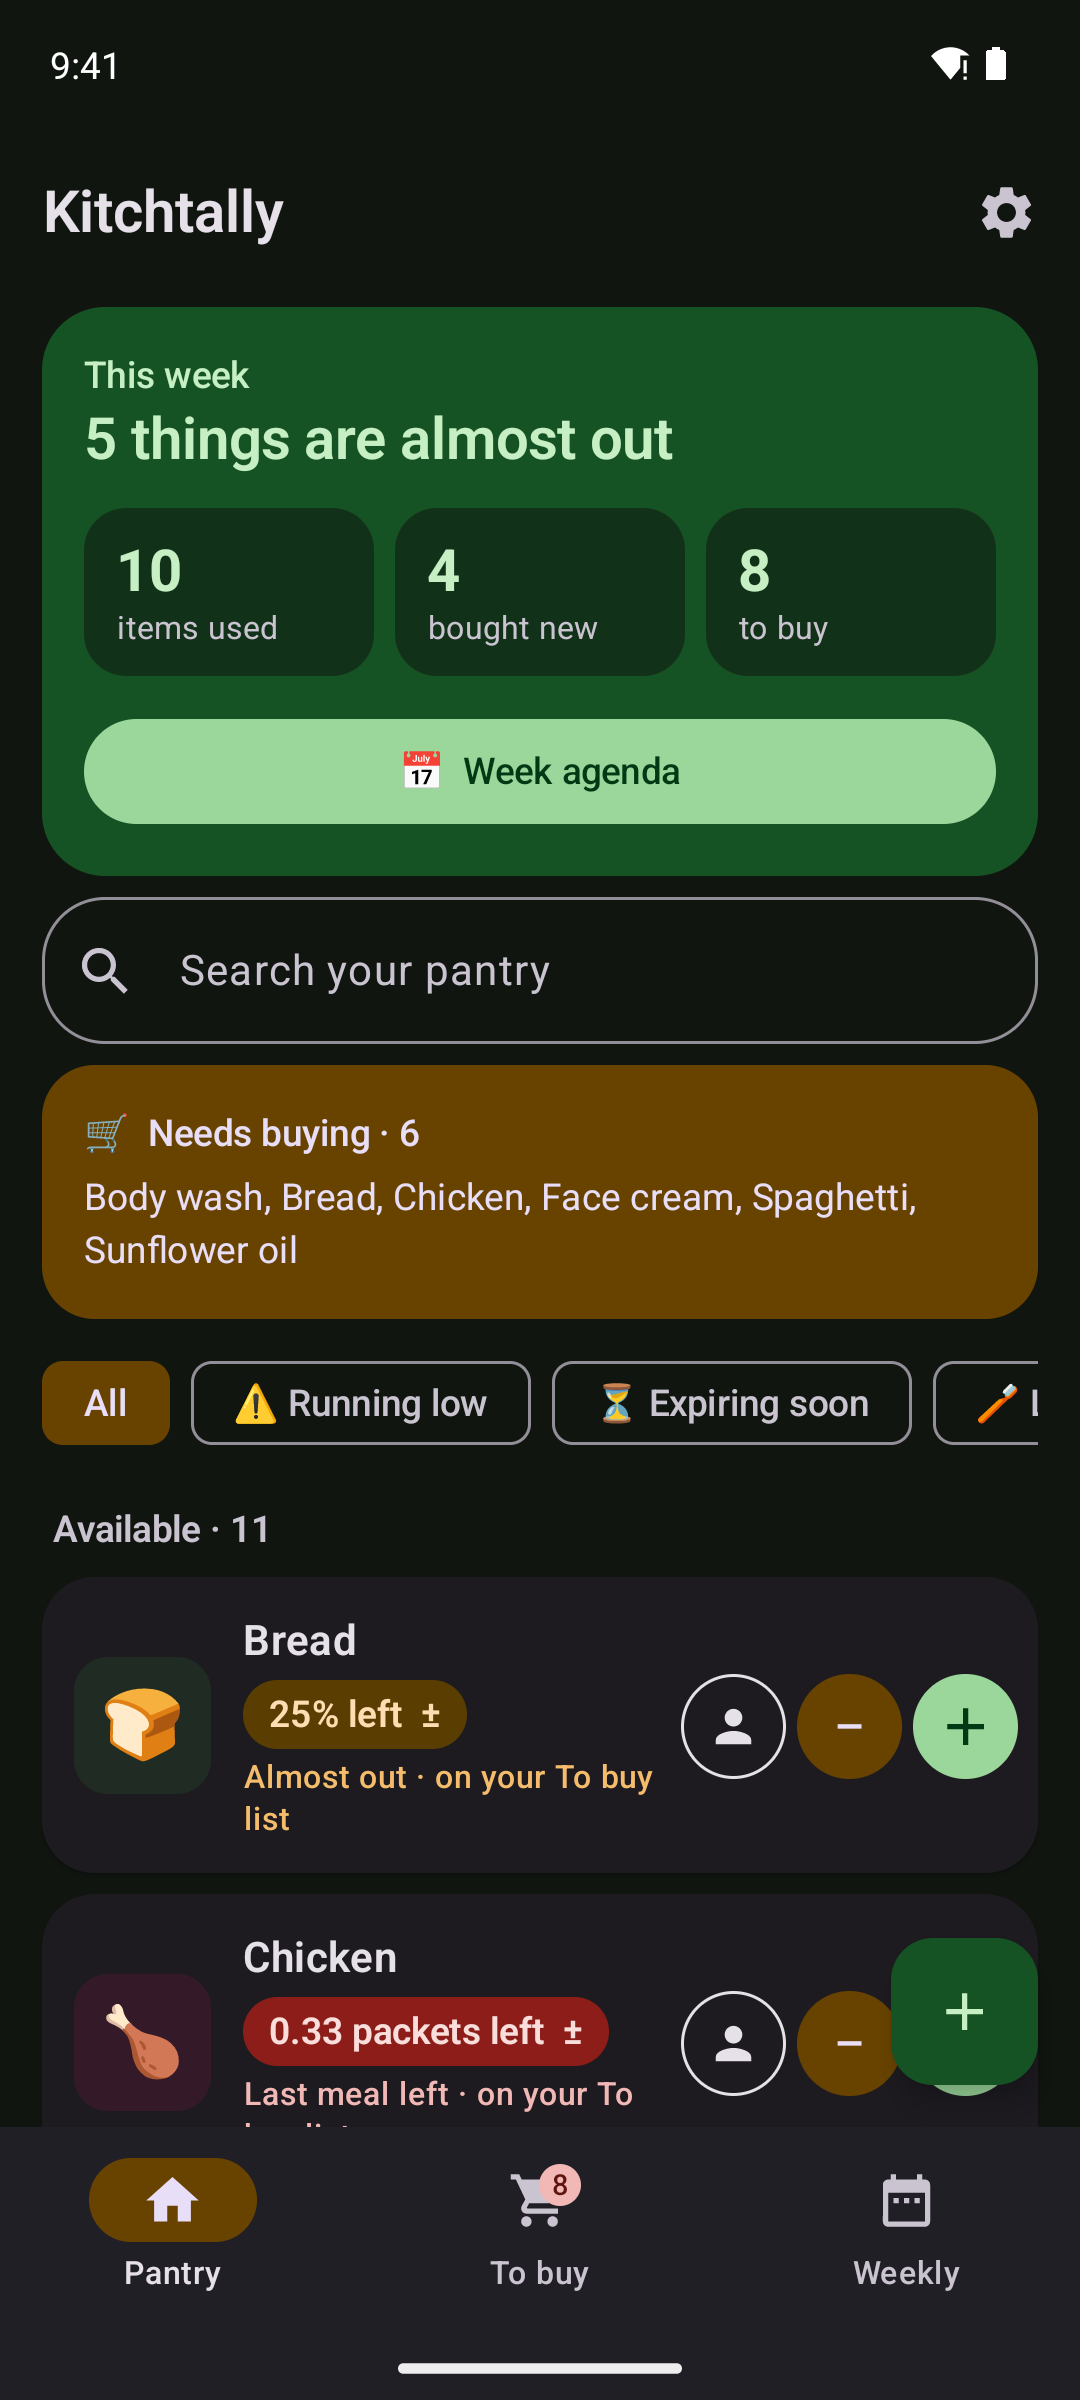 9:41
Kitchtally
This week
5 things are almost out
10
items used
4
bought new
8
to buy
July
17
Week agenda
Search your pantry
🛒 Needs buying · 6
Body wash, Bread, Chicken, Face cream, Spaghetti,
Sunflower oil
All
⚠️ Running low
⏳ Expiring soon
Available · 11
Bread
25% left ±
Almost out · on your To buy
list
− +
Chicken
0.33 packets left ±
Last meal left · on your To
− +
8
Pantry
To buy
Weekly